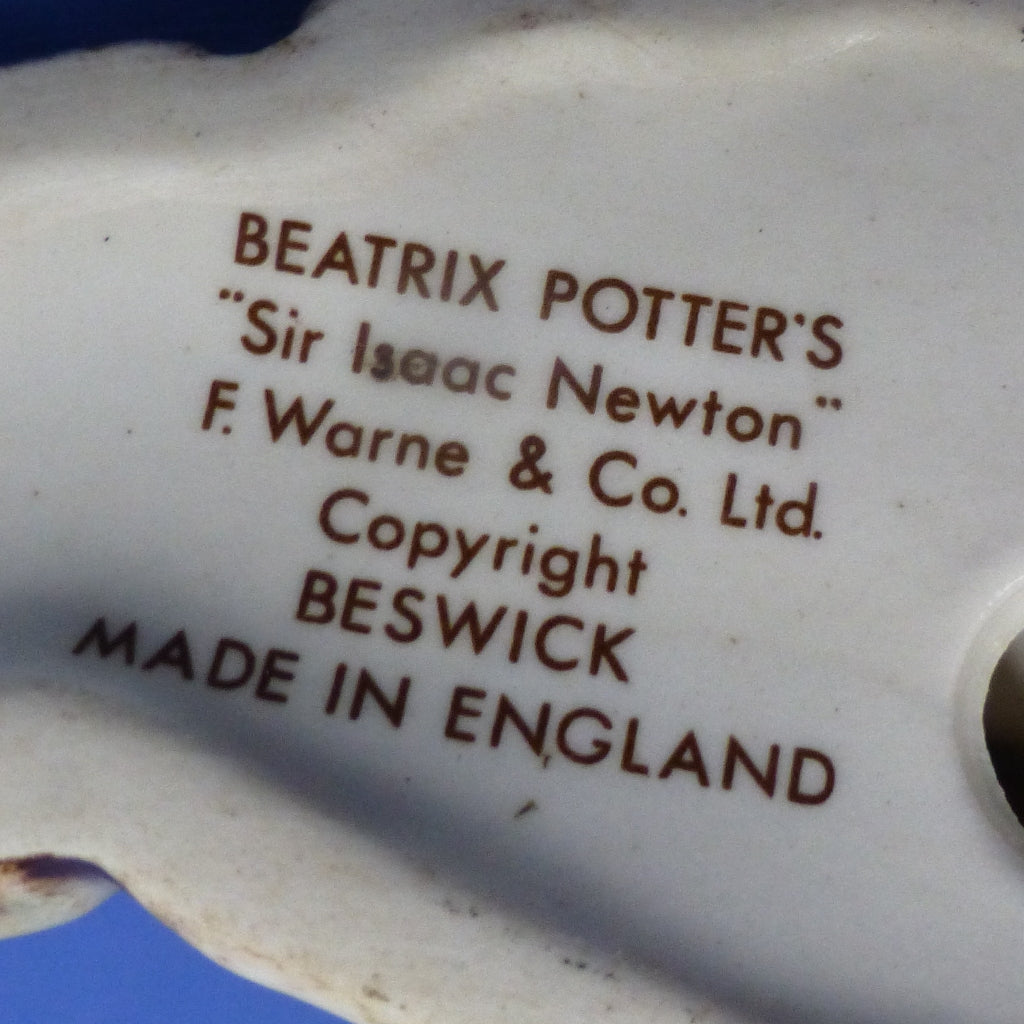 BEATRIX POTTER'S
"Sir Isaac Newton"
F. Warne & Co. Ltd.
Copyright
BESWICK
MADE IN ENGLAND